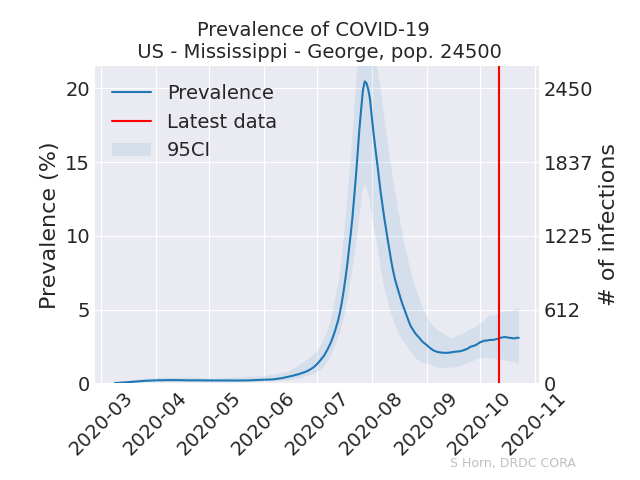 Prevalence of COVID-19
US - Mississippi - George, pop. 24500
Prevalence
Latest data
95CI
Prevalence (%)
20
15
10
5
0
2450
1837
1225
612
0
# of infections
2020-03
2020-04
2020-05
2020-06
2020-07
2020-08
2020-09
2020-10
2020-11
S Horn, DRDC CORA